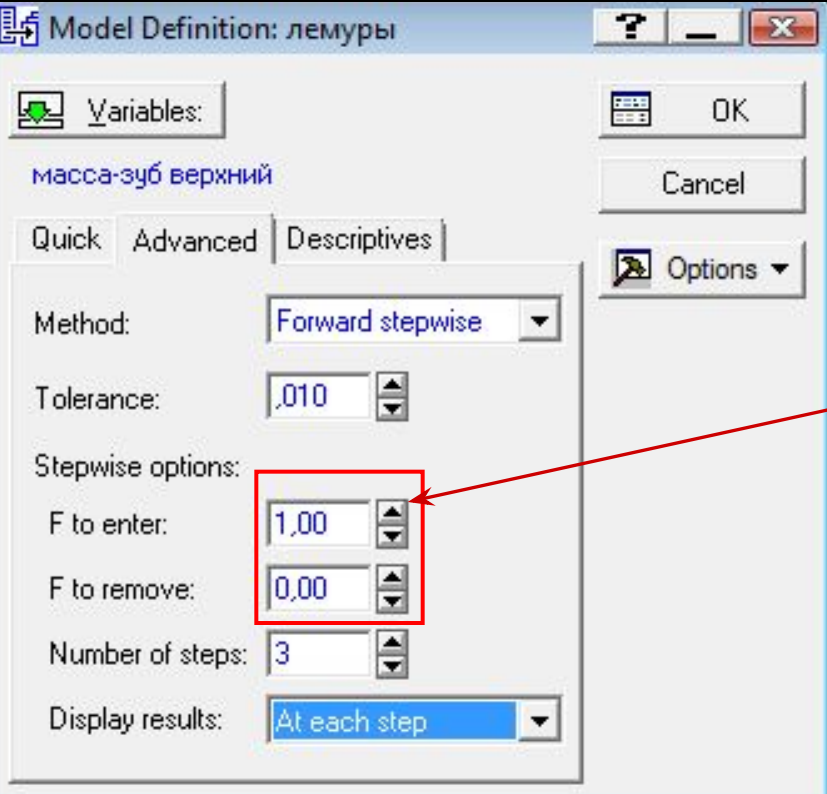 Model Definition: лемуры
?
Variables:
OK
масса-зуб верхний
Cancel
Quick Advanced Descriptives
Options
Method: Forward stepwise
Tolerance: ,010
Stepwise options:
F to enter: 1,00
F to remove: 0,00
Number of steps: 3
Display results: At each step